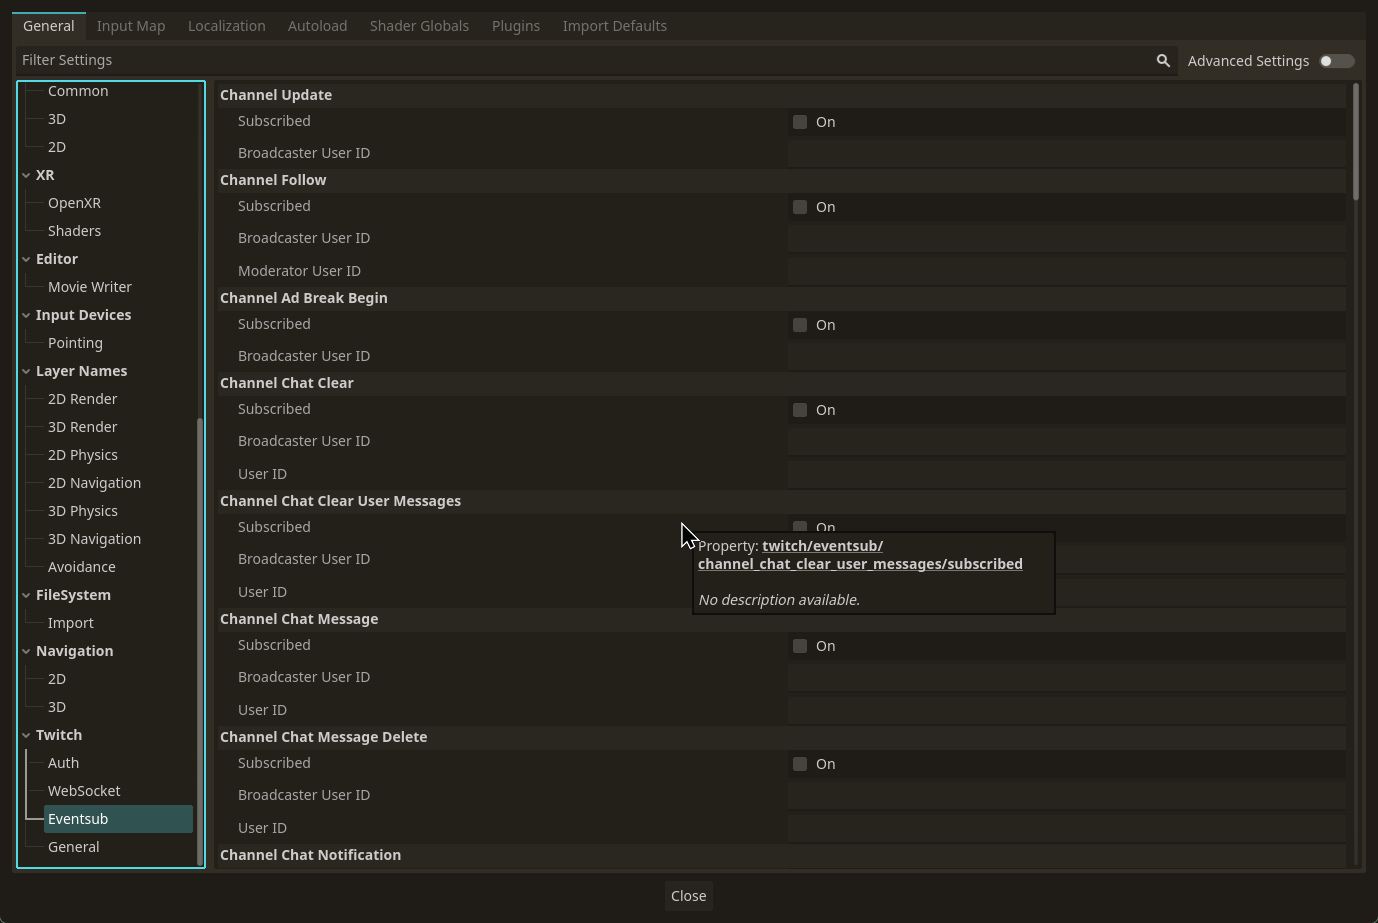 General Input Map Localization Autoload Shader Globals Plugins Import Defaults
Filter Settings
Advanced Settings
Common
3D
2D
XR
OpenXR
Shaders
Editor
Movie Writer
Input Devices
Pointing
Layer Names
2D Render
3D Render
2D Physics
2D Navigation
3D Physics
3D Navigation
Avoidance
FileSystem
Import
Navigation
2D
3D
Twitch
Auth
WebSocket
Eventsub
General
Channel Update
Subscribed On
Broadcaster User ID
Channel Follow
Subscribed On
Broadcaster User ID
Moderator User ID
Channel Ad Break Begin
Subscribed On
Broadcaster User ID
Channel Chat Clear
Subscribed On
Broadcaster User ID
User ID
Channel Chat Clear User Messages
Subscribed On
Broadcaster User ID
User ID
Property: twitch/eventsub/
channel_chat_clear_user_messages/subscribed
No description available.
Channel Chat Message
Subscribed On
Broadcaster User ID
User ID
Channel Chat Message Delete
Subscribed On
Broadcaster User ID
User ID
Channel Chat Notification
Close